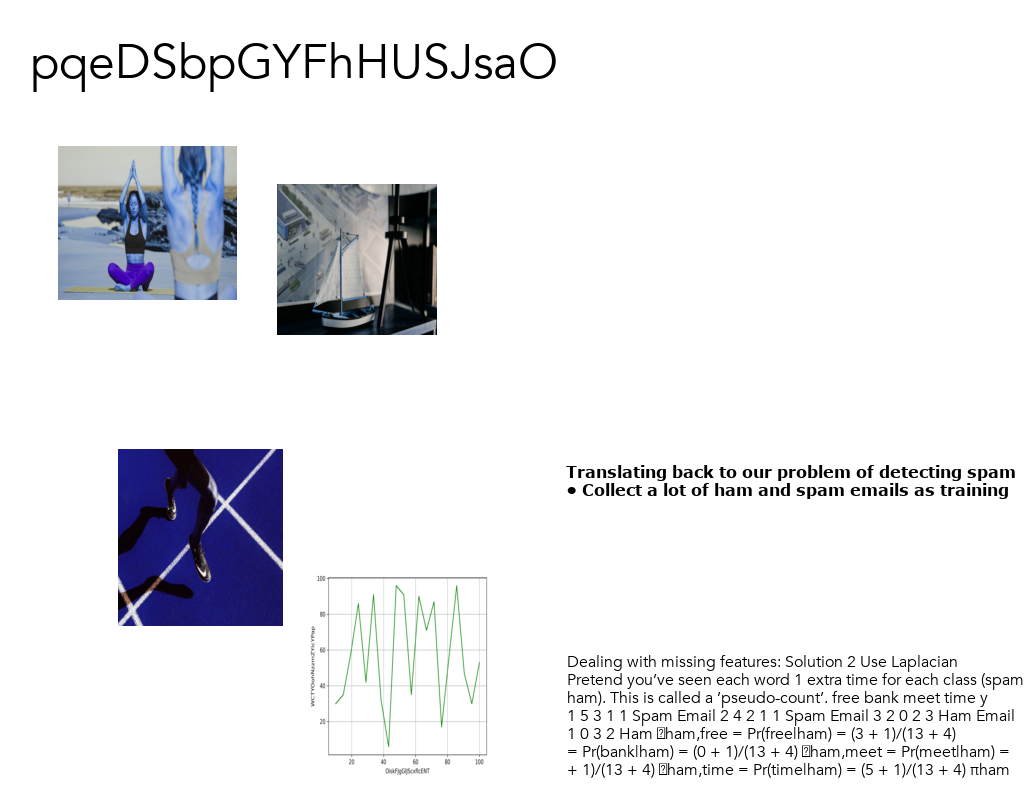 pqeDSbpGYFhHUSJsaO
Translating back to our problem of detecting spam
● Collect a lot of ham and spam emails as training
100
80
60
40
20
20 40 60 80 100
Dealing with missing features: Solution 2 Use Laplacian
Pretend you've seen each word 1 extra time for each class (spam
ham). This is called a 'pseudo-count'. free bank meet time y
1 5 3 1 1 Spam Email 2 4 2 1 1 Spam Email 3 2 0 2 3 Ham Email
1 0 3 2 Ham ham,free = Pr(free|ham) = (3 + 1)/(13 + 4)
= Pr(bank|ham) = (0 + 1)/(13 + 4) ham,meet = Pr(meet|ham) =
+ 1)/(13 + 4) ham,time = Pr(time|ham) = (5 + 1)/(13 + 4) πham